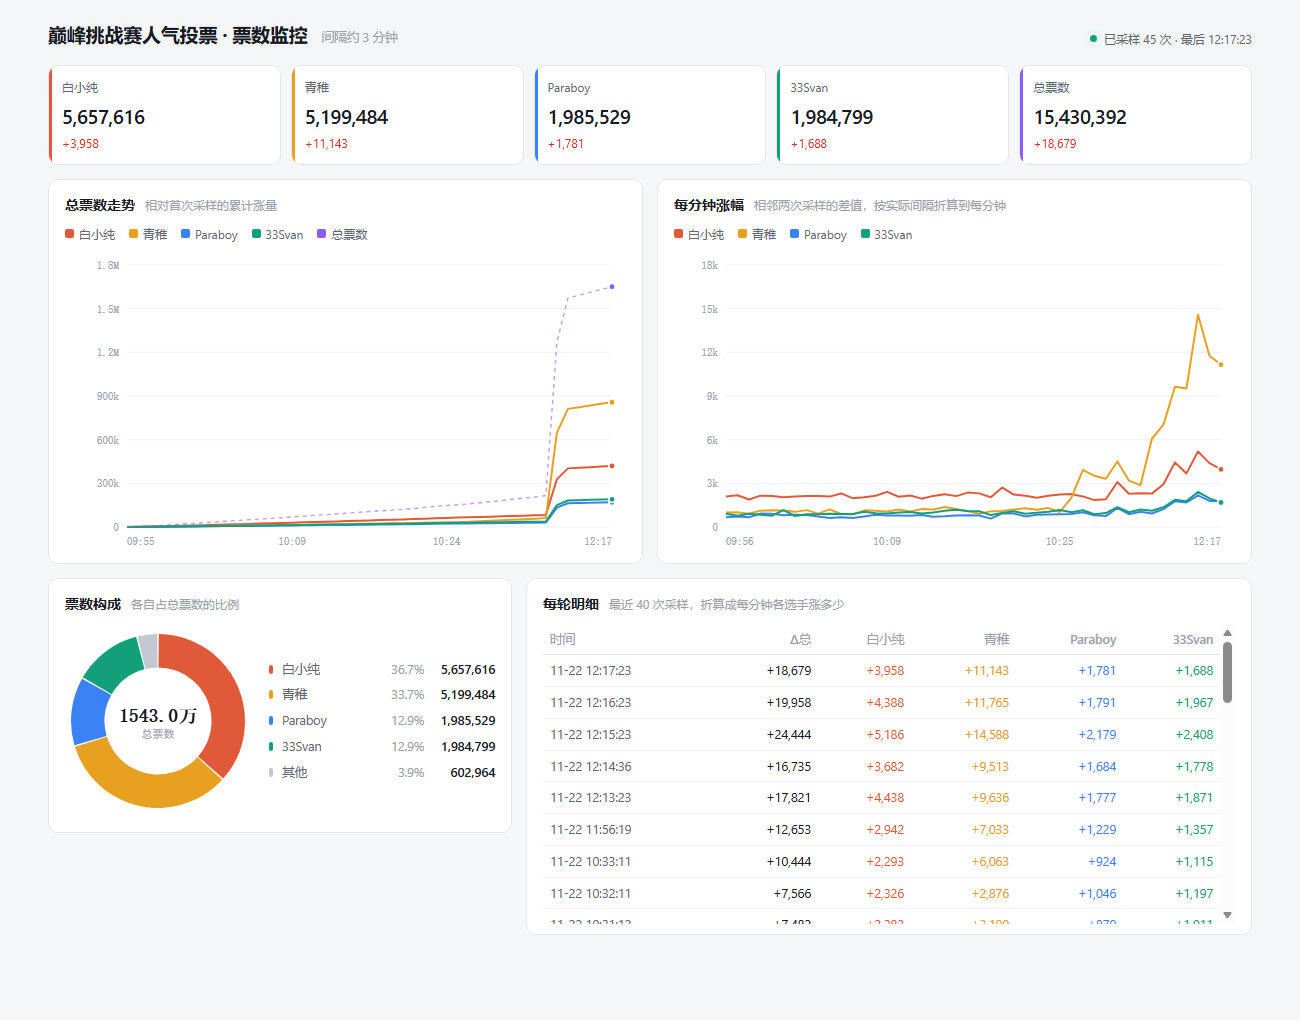 巅峰挑战赛人气投票 · 票数监控 间隔约 3 分钟
已采样 45 次 · 最后 12:17:23
白小纯
5,657,616
+3,958
青稚
5,199,484
+11,143
Paraboy
1,985,529
+1,781
33Svan
1,984,799
+1,688
总票数
15,430,392
+18,679
总票数走势 相对首次采样的累计涨量
白小纯 青稚 Paraboy 33Svan 总票数
1.8M
1.5M
1.2M
900k
600k
300k
0
09:55 10:09 10:24 12:17
每分钟涨幅 相邻两次采样的差值，按实际间隔折算到每分钟
白小纯 青稚 Paraboy 33Svan
18k
15k
12k
9k
6k
3k
0
09:56 10:09 10:25 12:17
票数构成 各自占总票数的比例
1543.0万
总票数
白小纯 36.7% 5,657,616
青稚 33.7% 5,199,484
Paraboy 12.9% 1,985,529
33Svan 12.9% 1,984,799
其他 3.9% 602,964
每轮明细 最近 40 次采样，折算成每分钟各选手涨多少
时间 Δ总 白小纯 青稚 Paraboy 33Svan
11-22 12:17:23 +18,679 +3,958 +11,143 +1,781 +1,688
11-22 12:16:23 +19,958 +4,388 +11,765 +1,791 +1,967
11-22 12:15:23 +24,444 +5,186 +14,588 +2,179 +2,408
11-22 12:14:36 +16,735 +3,682 +9,513 +1,684 +1,778
11-22 12:13:23 +17,821 +4,438 +9,636 +1,777 +1,871
11-22 11:56:19 +12,653 +2,942 +7,033 +1,229 +1,357
11-22 10:33:11 +10,444 +2,293 +6,063 +924 +1,115
11-22 10:32:11 +7,566 +2,326 +2,876 +1,046 +1,197